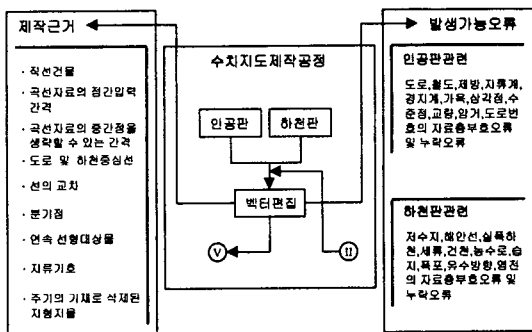 제작근거
· 직선건물
· 곡선자료의 점간입력
간격
· 곡선자료의 중간점을
생략할 수 있는 간격
· 도로 및 하천중심선
· 선의 교차
· 분기점
· 연속 선형대상물
· 지류기호
· 주기의 기재로 삭제된
지형지물
수치지도제작공정
인공판
하천판
벡터편집
V
II
발생가능오류
인공판관련
도로,철도,제방,지류계,
경지계,가옥,삼각점,수
준점,교량,암거,도로번
호의 자료층부호오류
및 누락오류
하천판관련
저수지,해안선,실폭하
천,세류,건천,농수로,습
지,폭포,유수방향,염전
의 자료층부호오류 및
누락오류